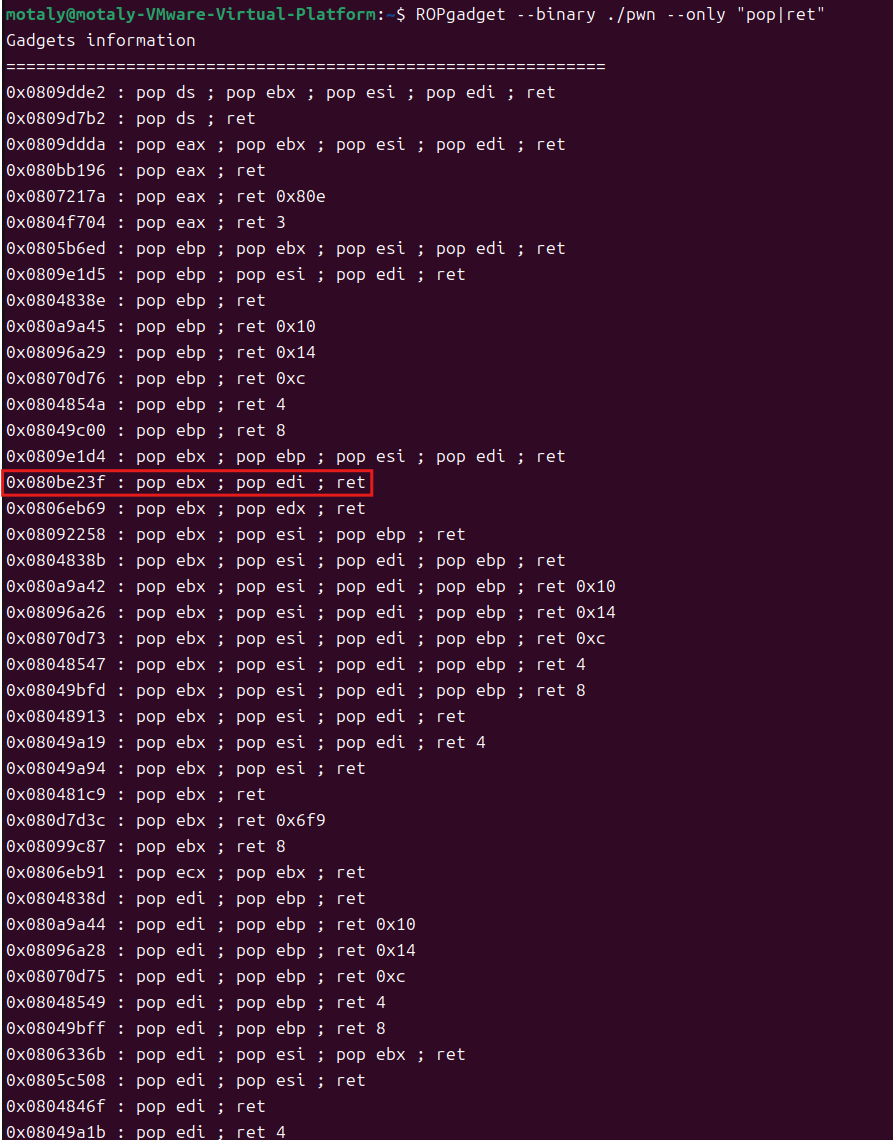 motaly@motaly-VMware-Virtual-Platform:~$ ROPgadget --binary ./pwn --only "pop|ret"
Gadgets information
============================================================
0x0809dde2 : pop ds ; pop ebx ; pop esi ; pop edi ; ret
0x0809d7b2 : pop ds ; ret
0x0809ddda : pop eax ; pop ebx ; pop esi ; pop edi ; ret
0x080bb196 : pop eax ; ret
0x0807217a : pop eax ; ret 0x80e
0x0804f704 : pop eax ; ret 3
0x0805b6ed : pop ebp ; pop ebx ; pop esi ; pop edi ; ret
0x0809e1d5 : pop ebp ; pop esi ; pop edi ; ret
0x0804838e : pop ebp ; ret
0x080a9a45 : pop ebp ; ret 0x10
0x08096a29 : pop ebp ; ret 0x14
0x08070d76 : pop ebp ; ret 0xc
0x0804854a : pop ebp ; ret 4
0x08049c00 : pop ebp ; ret 8
0x0809e1d4 : pop ebx ; pop ebp ; pop esi ; pop edi ; ret
0x080be23f : pop ebx ; pop edi ; ret
0x0806eb69 : pop ebx ; pop edx ; ret
0x08092258 : pop ebx ; pop esi ; pop ebp ; ret
0x0804838b : pop ebx ; pop esi ; pop edi ; pop ebp ; ret
0x080a9a42 : pop ebx ; pop esi ; pop edi ; pop ebp ; ret 0x10
0x08096a26 : pop ebx ; pop esi ; pop edi ; pop ebp ; ret 0x14
0x08070d73 : pop ebx ; pop esi ; pop edi ; pop ebp ; ret 0xc
0x08048547 : pop ebx ; pop esi ; pop edi ; pop ebp ; ret 4
0x08049bfd : pop ebx ; pop esi ; pop edi ; pop ebp ; ret 8
0x08048913 : pop ebx ; pop esi ; pop edi ; ret
0x08049a19 : pop ebx ; pop esi ; pop edi ; ret 4
0x08049a94 : pop ebx ; pop esi ; ret
0x080481c9 : pop ebx ; ret
0x080d7d3c : pop ebx ; ret 0x6f9
0x08099c87 : pop ebx ; ret 8
0x0806eb91 : pop ecx ; pop ebx ; ret
0x0804838d : pop edi ; pop ebp ; ret
0x080a9a44 : pop edi ; pop ebp ; ret 0x10
0x08096a28 : pop edi ; pop ebp ; ret 0x14
0x08070d75 : pop edi ; pop ebp ; ret 0xc
0x08048549 : pop edi ; pop ebp ; ret 4
0x08049bff : pop edi ; pop ebp ; ret 8
0x0806336b : pop edi ; pop esi ; pop ebx ; ret
0x0805c508 : pop edi ; pop esi ; ret
0x0804846f : pop edi ; ret
0x08049a1b : pop edi ; ret 4